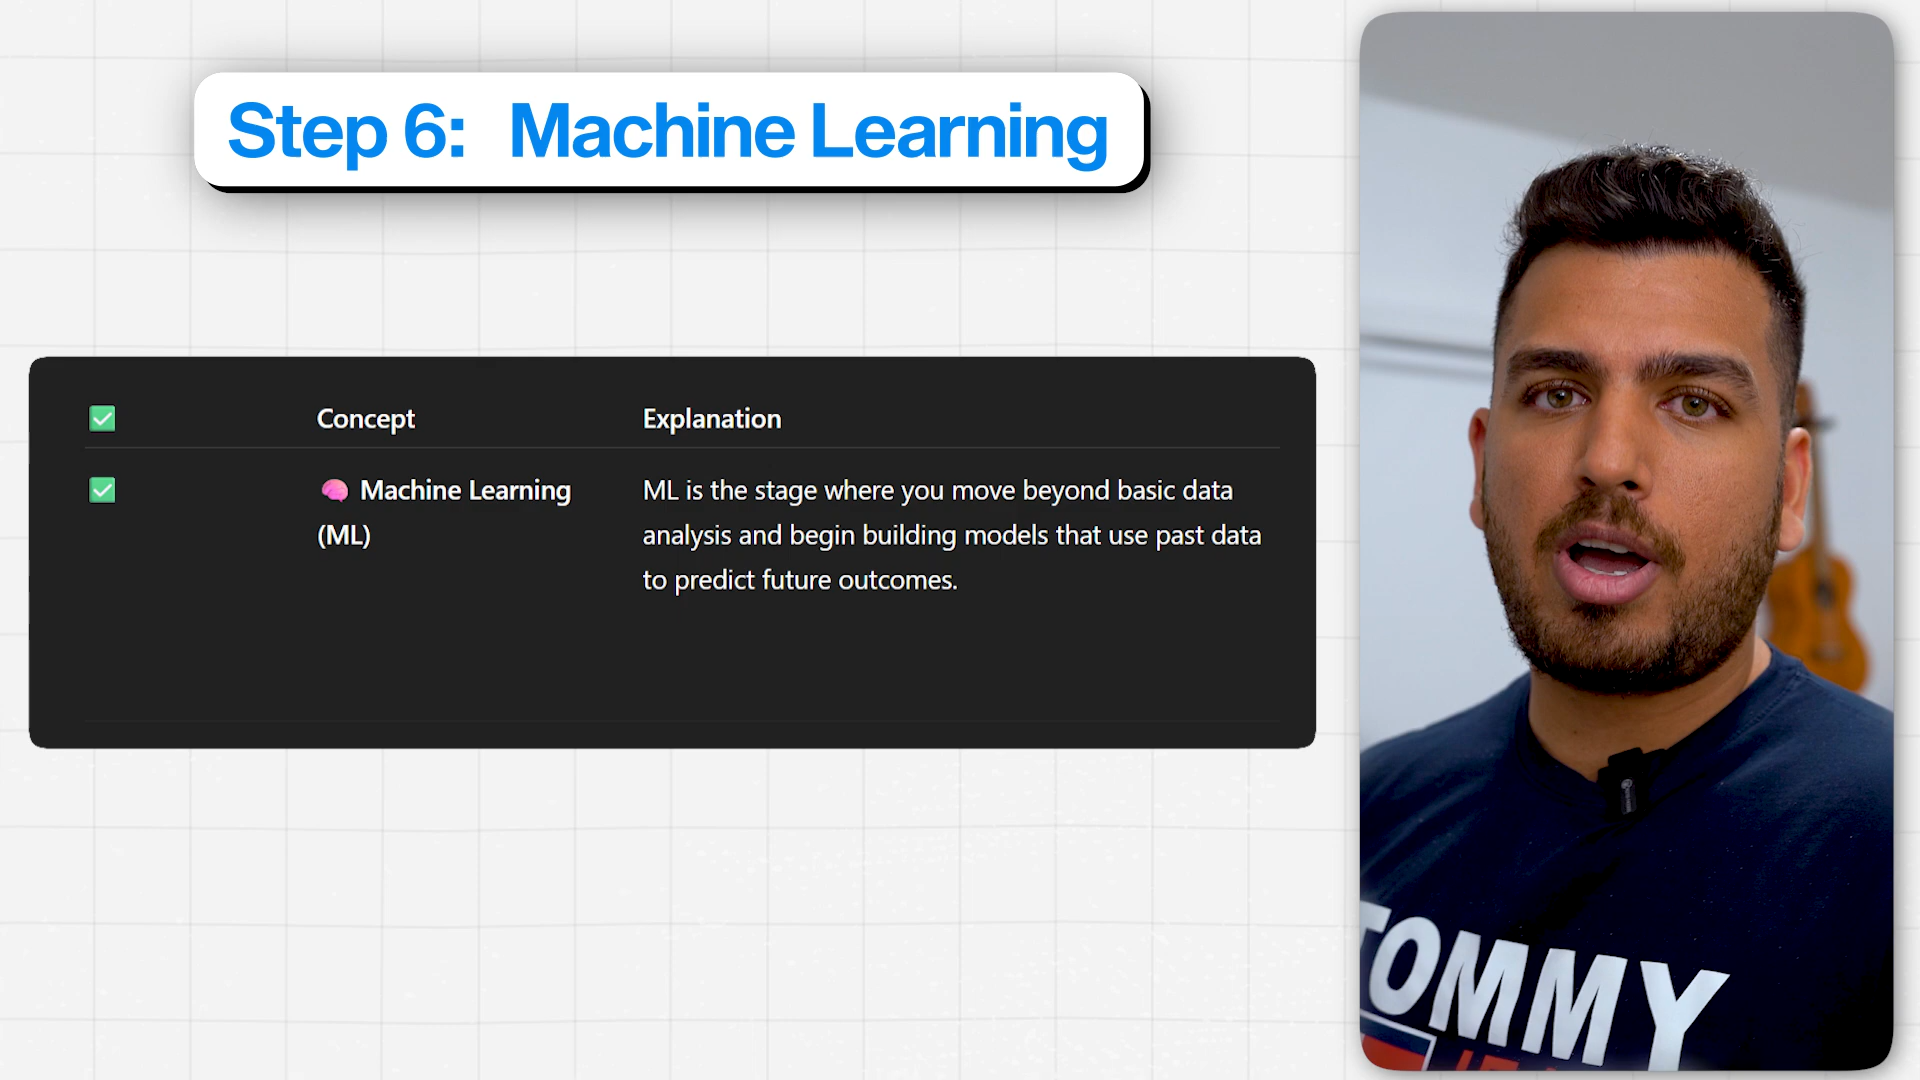 Step 6: Machine Learning
✅ Concept Explanation
✅ 🧠 Machine Learning ML is the stage where you move beyond basic data
(ML) analysis and begin building models that use past data
to predict future outcomes.
TOMMY